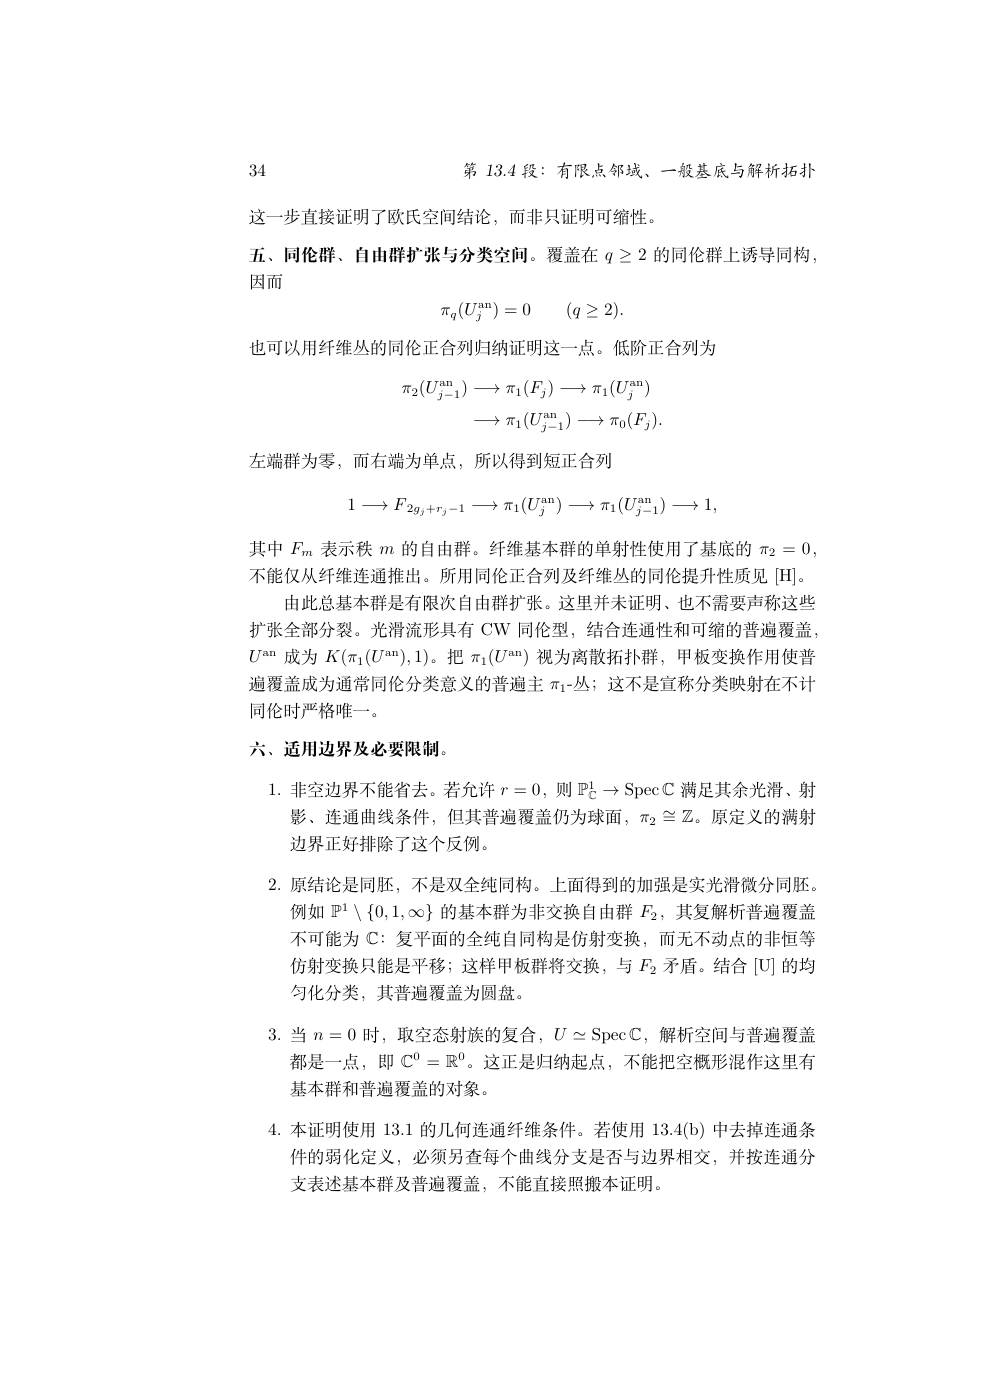 34 第 13.4 段：有限点邻域、一般基底与解析拓扑
这一步直接证明了欧氏空间结论，而非只证明可缩性。
五、同伦群、自由群扩张与分类空间。覆盖在 q ≥ 2 的同伦群上诱导同构，
因而
π_q(U_j^{an}) = 0  (q ≥ 2).
也可以用纤维丛的同伦正合列归纳证明这一点。低阶正合列为
π_2(U_{j−1}^{an}) ⟶ π_1(F_j) ⟶ π_1(U_j^{an})
⟶ π_1(U_{j−1}^{an}) ⟶ π_0(F_j).
左端群为零，而右端为单点，所以得到短正合列
1 ⟶ F_{2g_j+r_j−1} ⟶ π_1(U_j^{an}) ⟶ π_1(U_{j−1}^{an}) ⟶ 1,
其中 F_m 表示秩 m 的自由群。纤维基本群的单射性使用了基底的 π_2 = 0，
不能仅从纤维连通推出。所用同伦正合列及纤维丛的同伦提升性质见 [H]。
由此总基本群是有限次自由群扩张。这里并未证明、也不需要声称这些
扩张全部分裂。光滑流形具有 CW 同伦型，结合连通性和可缩的普遍覆盖，
U^{an} 成为 K(π_1(U^{an}), 1)。把 π_1(U^{an}) 视为离散拓扑群，甲板变换作用使普
遍覆盖成为通常同伦分类意义的普遍主 π_1-丛；这不是宣称分类映射在不计
同伦时严格唯一。
六、适用边界及必要限制。
1. 非空边界不能省去。若允许 r = 0，则 ℙ_ℂ^1 → Spec ℂ 满足其余光滑、射
影、连通曲线条件，但其普遍覆盖仍为球面，π_2 ≅ ℤ。原定义的满射
边界正好排除了这个反例。
2. 原结论是同胚，不是双全纯同构。上面得到的加强是实光滑微分同胚。
例如 ℙ^1 \ {0, 1, ∞} 的基本群为非交换自由群 F_2，其复解析普遍覆盖
不可能为 ℂ：复平面的全纯自同构是仿射变换，而无不动点的非恒等
仿射变换只能是平移；这样甲板群将交换，与 F_2 矛盾。结合 [U] 的均
匀化分类，其普遍覆盖为圆盘。
3. 当 n = 0 时，取空态射族的复合，U ≃ Spec ℂ，解析空间与普遍覆盖
都是一点，即 ℂ^0 = ℝ^0。这正是归纳起点，不能把空概形混作这里有
基本群和普遍覆盖的对象。
4. 本证明使用 13.1 的几何连通纤维条件。若使用 13.4(b) 中去掉连通条
件的弱化定义，必须另查每个曲线分支是否与边界相交，并按连通分
支表述基本群及普遍覆盖，不能直接照搬本证明。